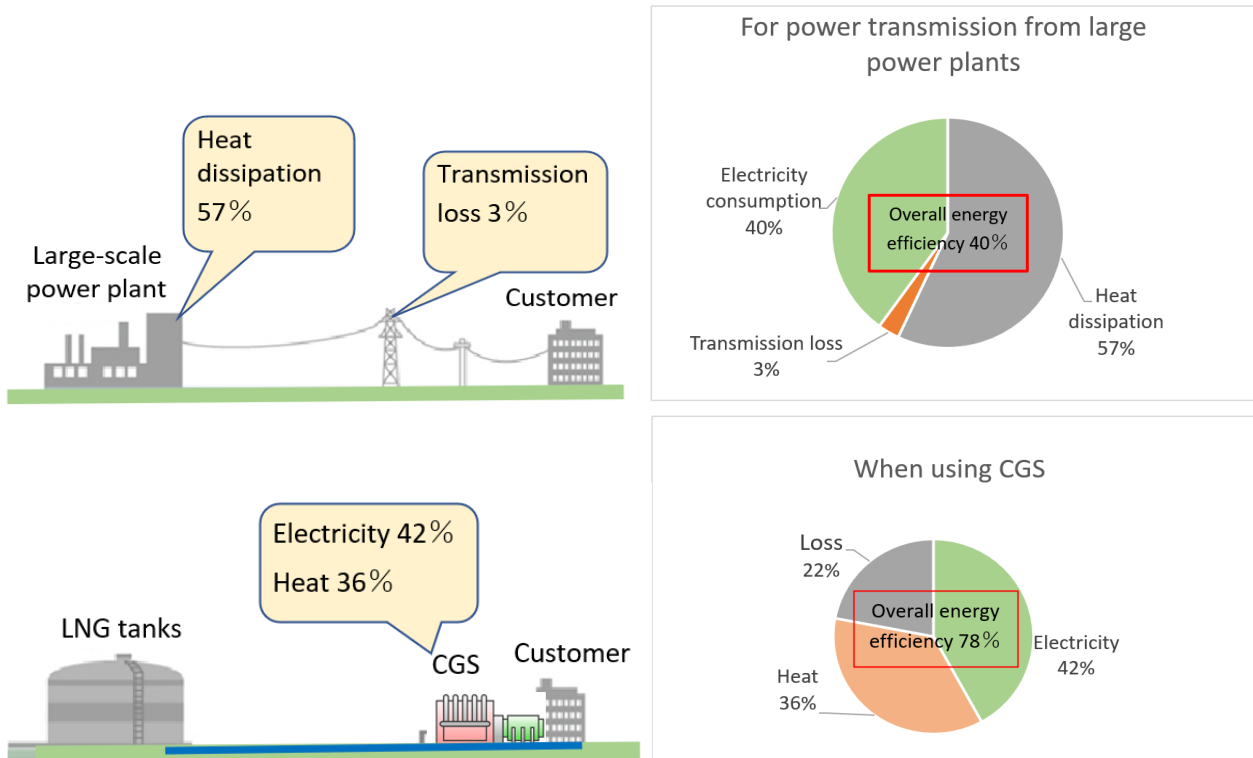 Heat
dissipation
57%
Transmission
loss 3%
Large-scale
power plant
Customer
For power transmission from large
power plants
Electricity
consumption
40%
Overall energy
efficiency 40%
Transmission loss
3%
Heat
dissipation
57%
Electricity 42%
Heat 36%
LNG tanks
CGS
Customer
When using CGS
Loss
22%
Overall energy
efficiency 78%
Electricity
42%
Heat
36%